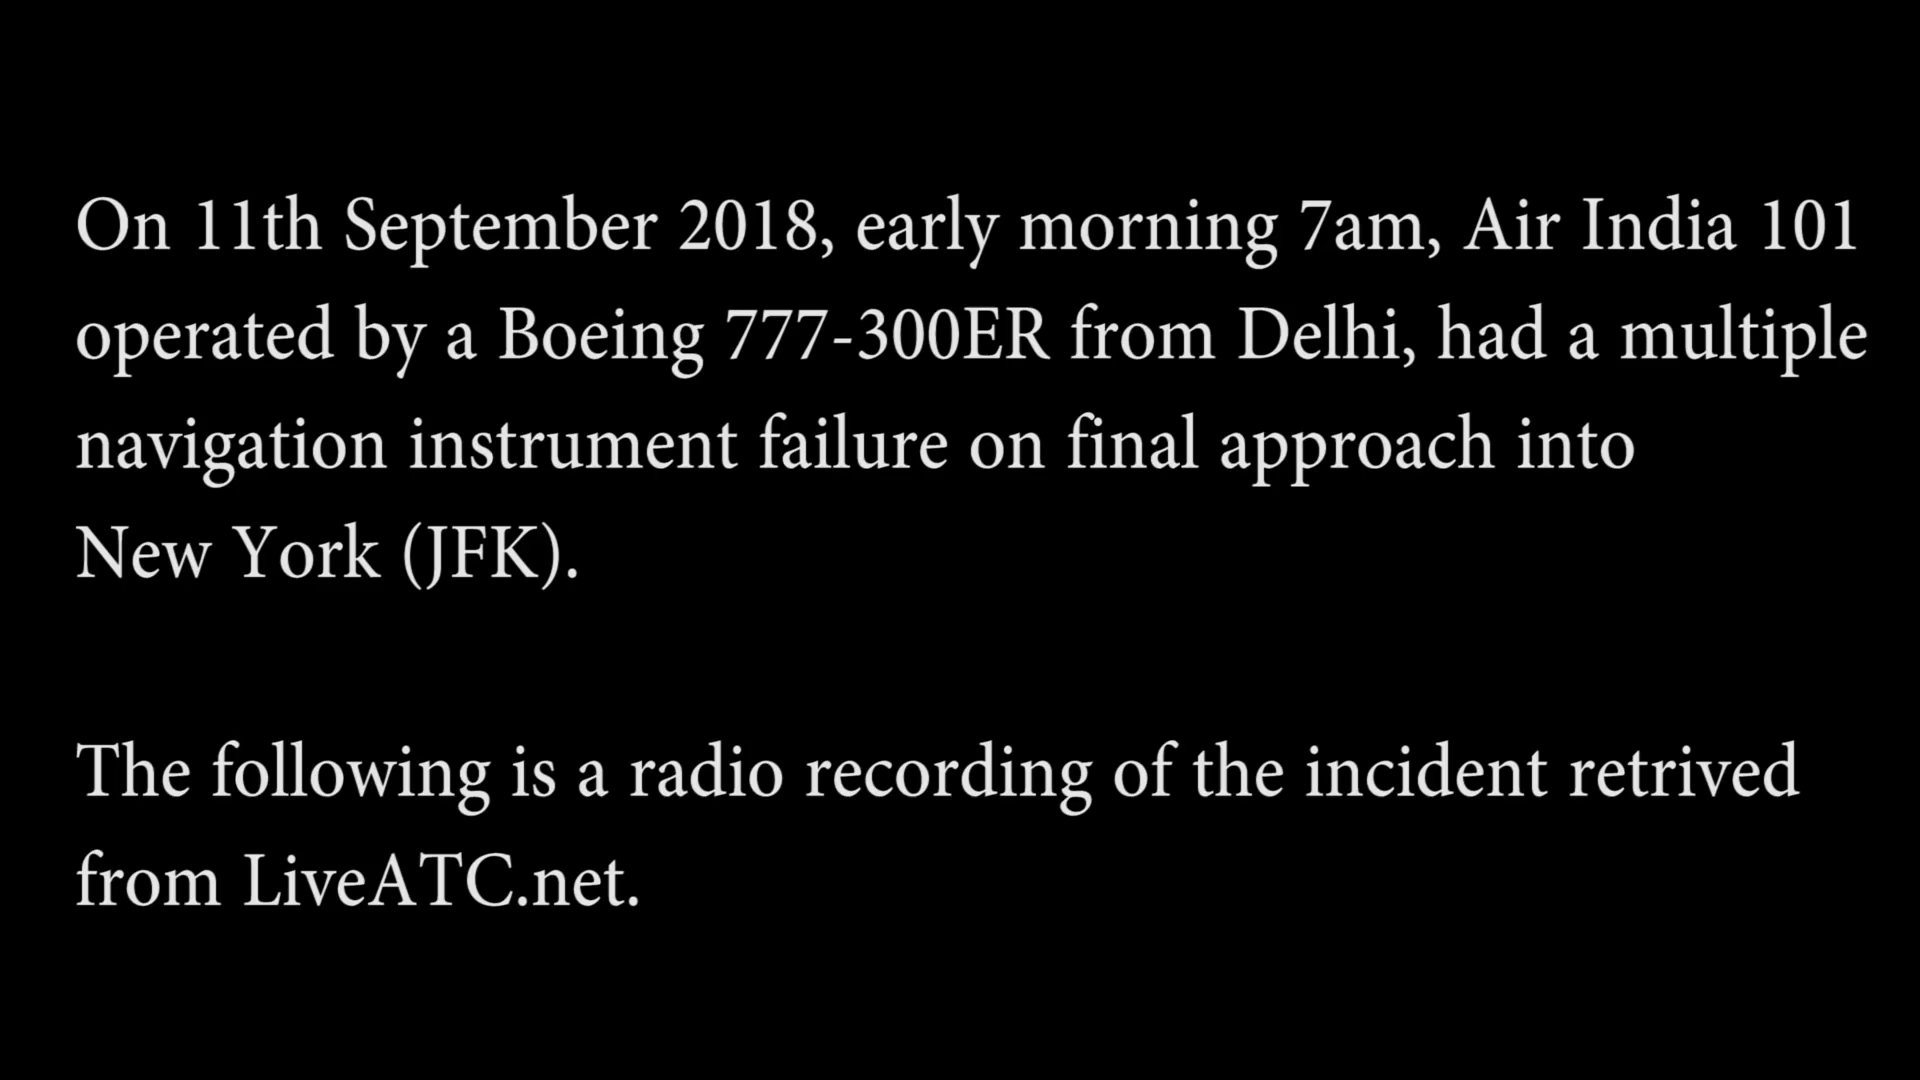 On 11th September 2018, early morning 7am, Air India 101
operated by a Boeing 777-300ER from Delhi, had a multiple
navigation instrument failure on final approach into
New York (JFK).
The following is a radio recording of the incident retrived
from LiveATC.net.